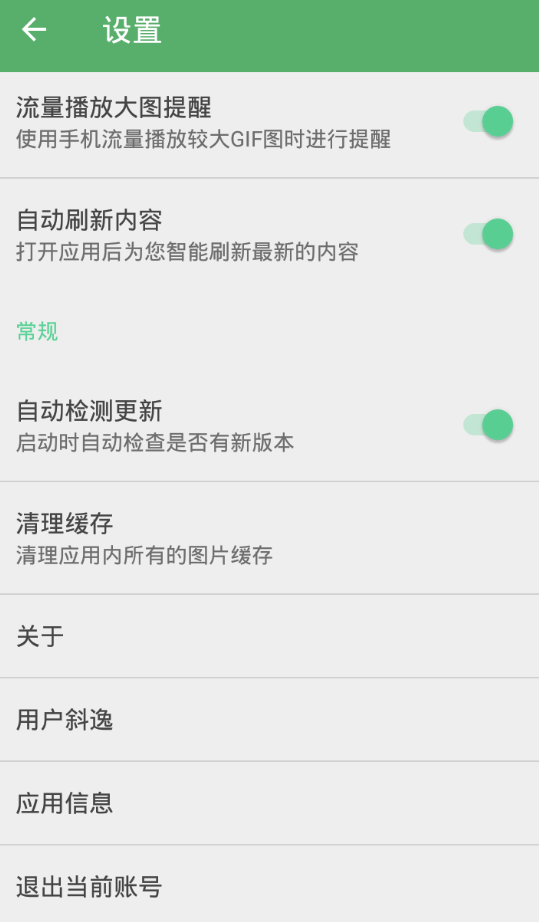 设置
流量播放大图提醒
使用手机流量播放较大GIF图时进行提醒
自动刷新内容
打开应用后为您智能刷新最新的内容
常规
自动检测更新
启动时自动检查是否有新版本
清理缓存
清理应用内所有的图片缓存
关于
用户斜逸
应用信息
退出当前账号